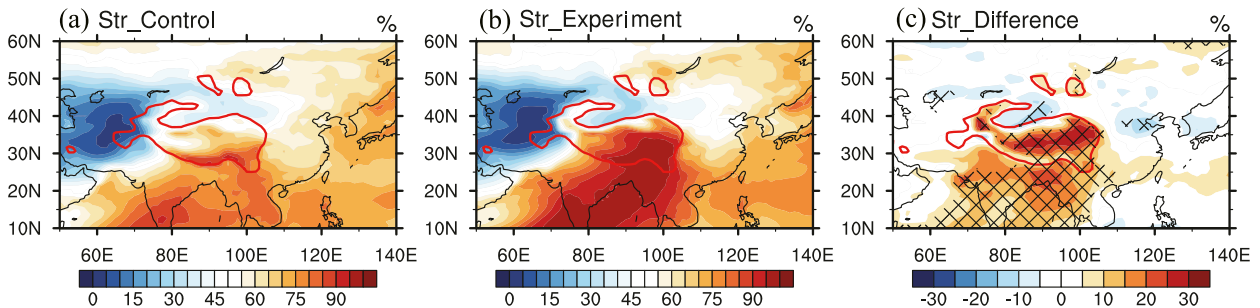 (a) Str_Control %
60N
50N
40N
30N
20N
10N
60E 80E 100E 120E 140E
0 15 30 45 60 75 90
(b) Str_Experiment %
60N
50N
40N
30N
20N
10N
60E 80E 100E 120E 140E
0 15 30 45 60 75 90
(c) Str_Difference %
60N
50N
40N
30N
20N
10N
60E 80E 100E 120E 140E
-30 -20 -10 0 10 20 30